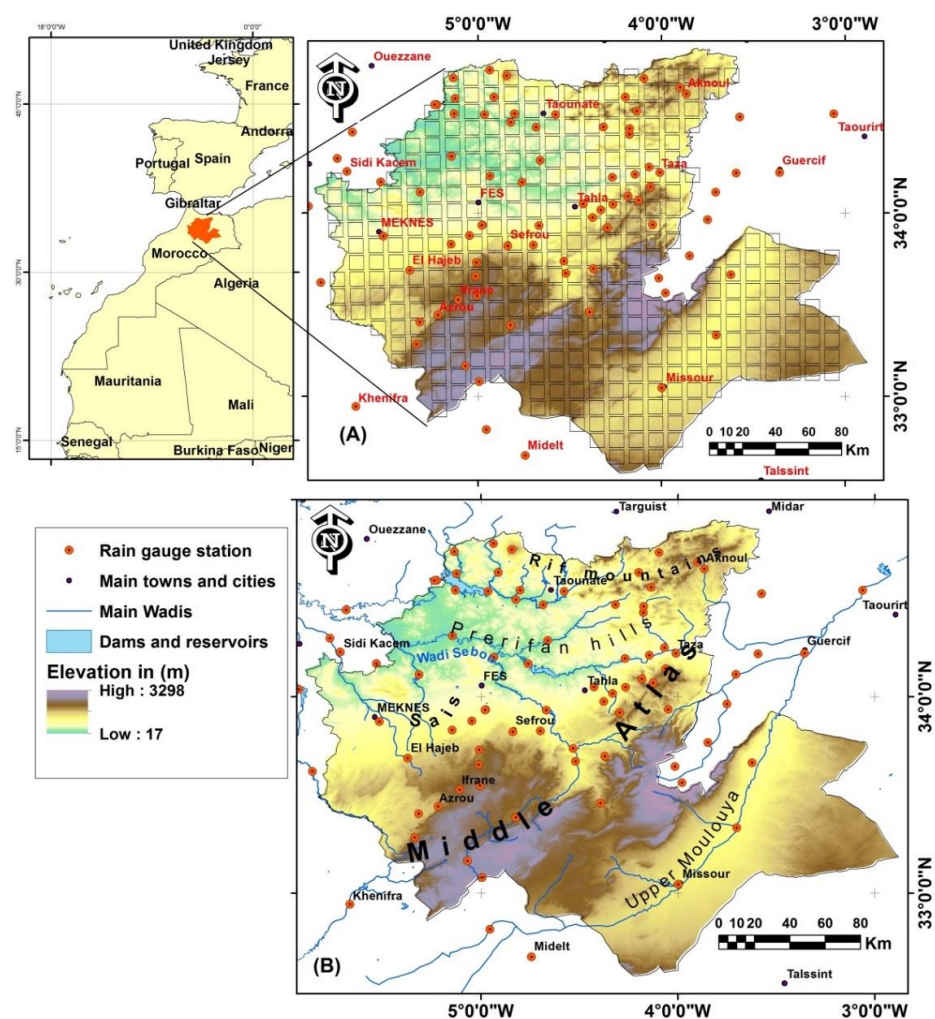 18°0'0"W
0°0'0"
5°0'0"W
4°0'0"W
3°0'0"W
United Kingdom
Jersey
France
45°0'0"N
Andorra
Portugal
Spain
Gibraltar
Morocco
30°0'0"N
Algeria
Mauritania
Mali
15°0'0"N
Senegal
Burkina Faso
Niger
N
Ouezzane
Aknoul
Taounate
Taourirt
Sidi Kacem
Taza
Guercif
FES
Tahla
34°0'0"N
MEKNES
Sefrou
El Hajeb
Ifrane
Azrou
Missour
33°0'0"N
Khenifra
(A)
0 10 20 40 60 80
Km
Midelt
Talssint
Rain gauge station
Main towns and cities
Main Wadis
Dams and reservoirs
Elevation in (m)
High : 3298
Low : 17
N
Targuist
Midar
Ouezzane
Rif mountains
Aknoul
Taounate
Taourirt
Prerifan hills
Sidi Kacem
Wadi Sebou
Taza
Guercif
FES
Tahla
34°0'0"N
MEKNES
Sais
Sefrou
Atlas
El Hajeb
Ifrane
Azrou
Middle
Upper Moulouya
Missour
33°0'0"N
Khenifra
0 10 20 40 60 80
Km
Midelt
(B)
Talssint
5°0'0"W
4°0'0"W
3°0'0"W